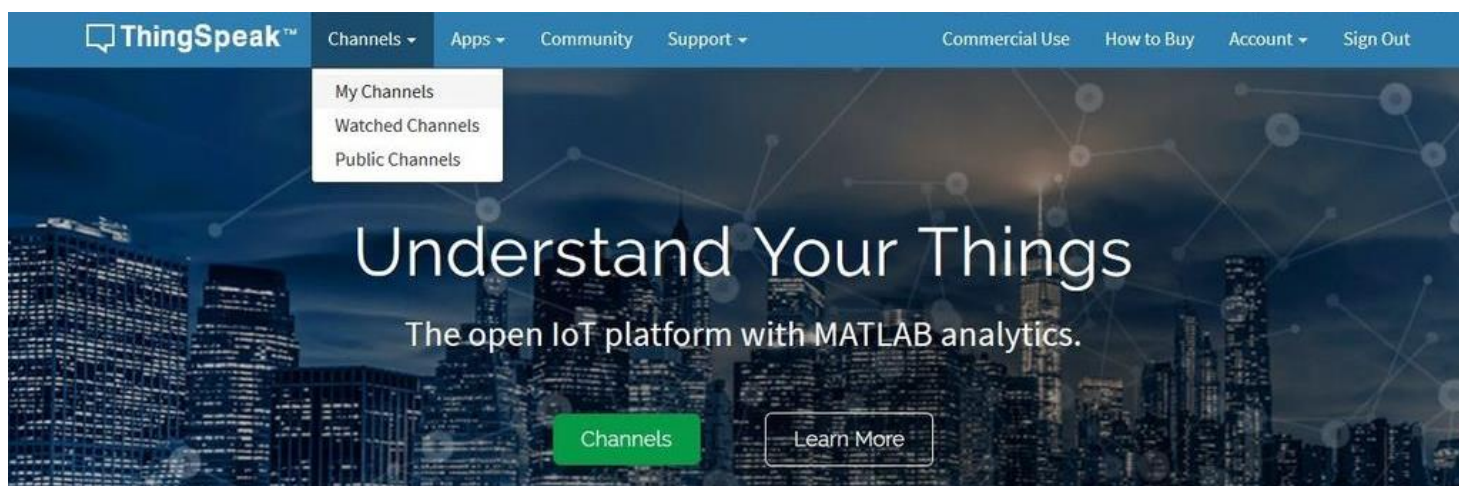 ThingSpeak™ Channels Apps Community Support Commercial Use How to Buy Account Sign Out
My Channels
Watched Channels
Public Channels
Understand Your Things
The open IoT platform with MATLAB analytics.
Channels Learn More